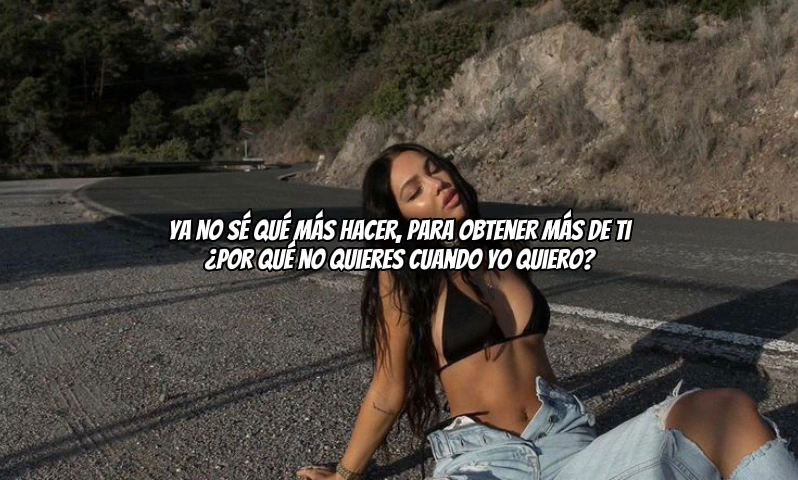 YA NO SÉ QUÉ MÁS HACER, PARA OBTENER MÁS DE TI
¿POR QUÉ NO QUIERES CUANDO YO QUIERO?